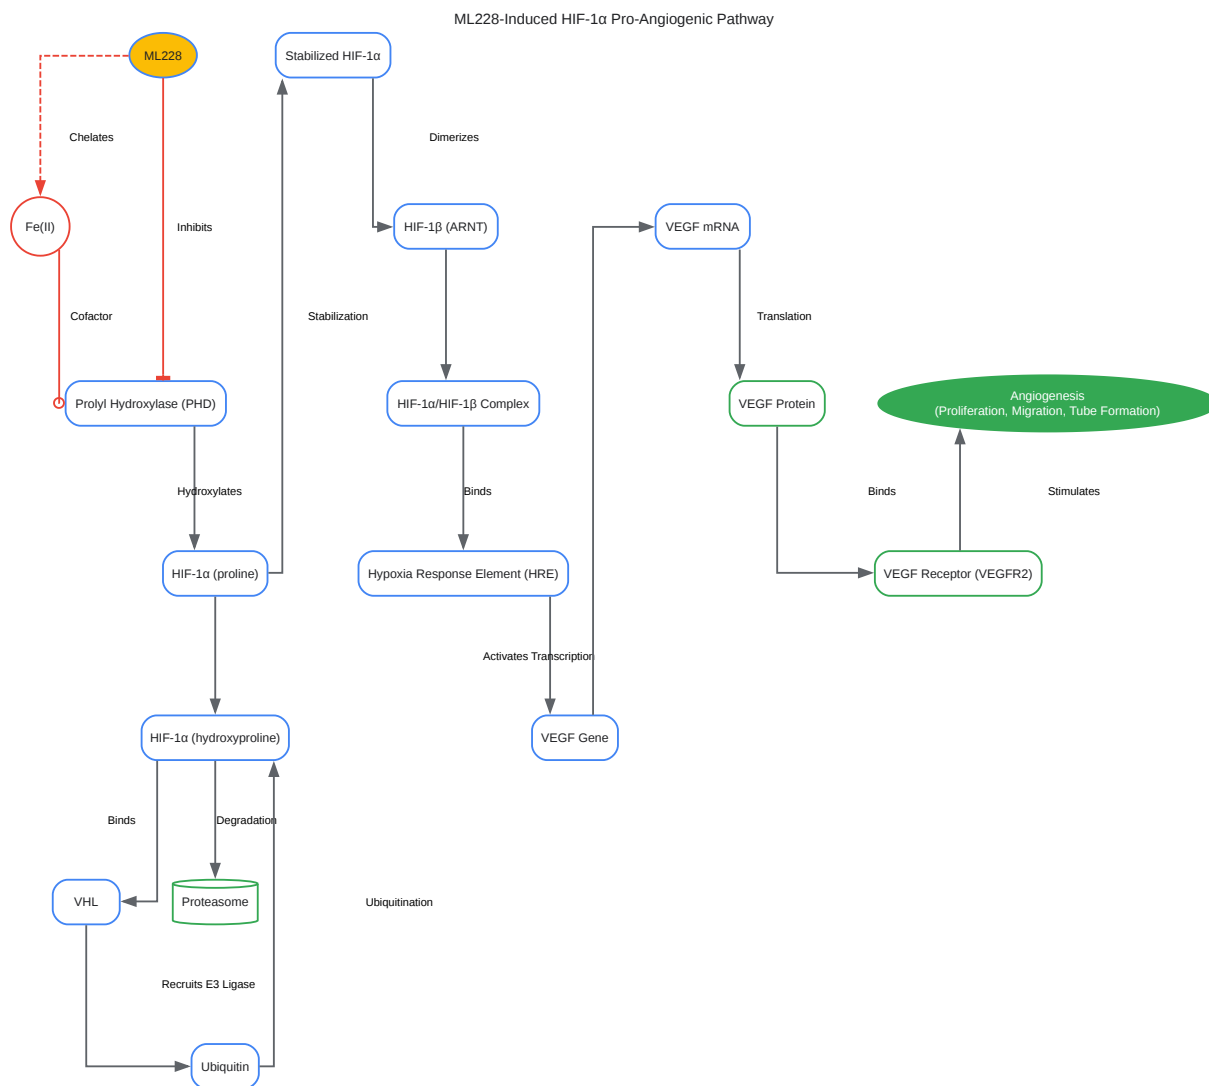 ML228-Induced HIF-1α Pro-Angiogenic Pathway
ML228
Stabilized HIF-1α
Chelates
Dimerizes
Fe(II)
Inhibits
HIF-1β (ARNT)
VEGF mRNA
Cofactor
Stabilization
Translation
Prolyl Hydroxylase (PHD)
HIF-1α/HIF-1β Complex
VEGF Protein
Angiogenesis
(Proliferation, Migration, Tube Formation)
Hydroxylates
Binds
Binds
Stimulates
HIF-1α (proline)
Hypoxia Response Element (HRE)
VEGF Receptor (VEGFR2)
Activates Transcription
HIF-1α (hydroxyproline)
VEGF Gene
Binds
Degradation
VHL
Proteasome
Ubiquitination
Recruits E3 Ligase
Ubiquitin